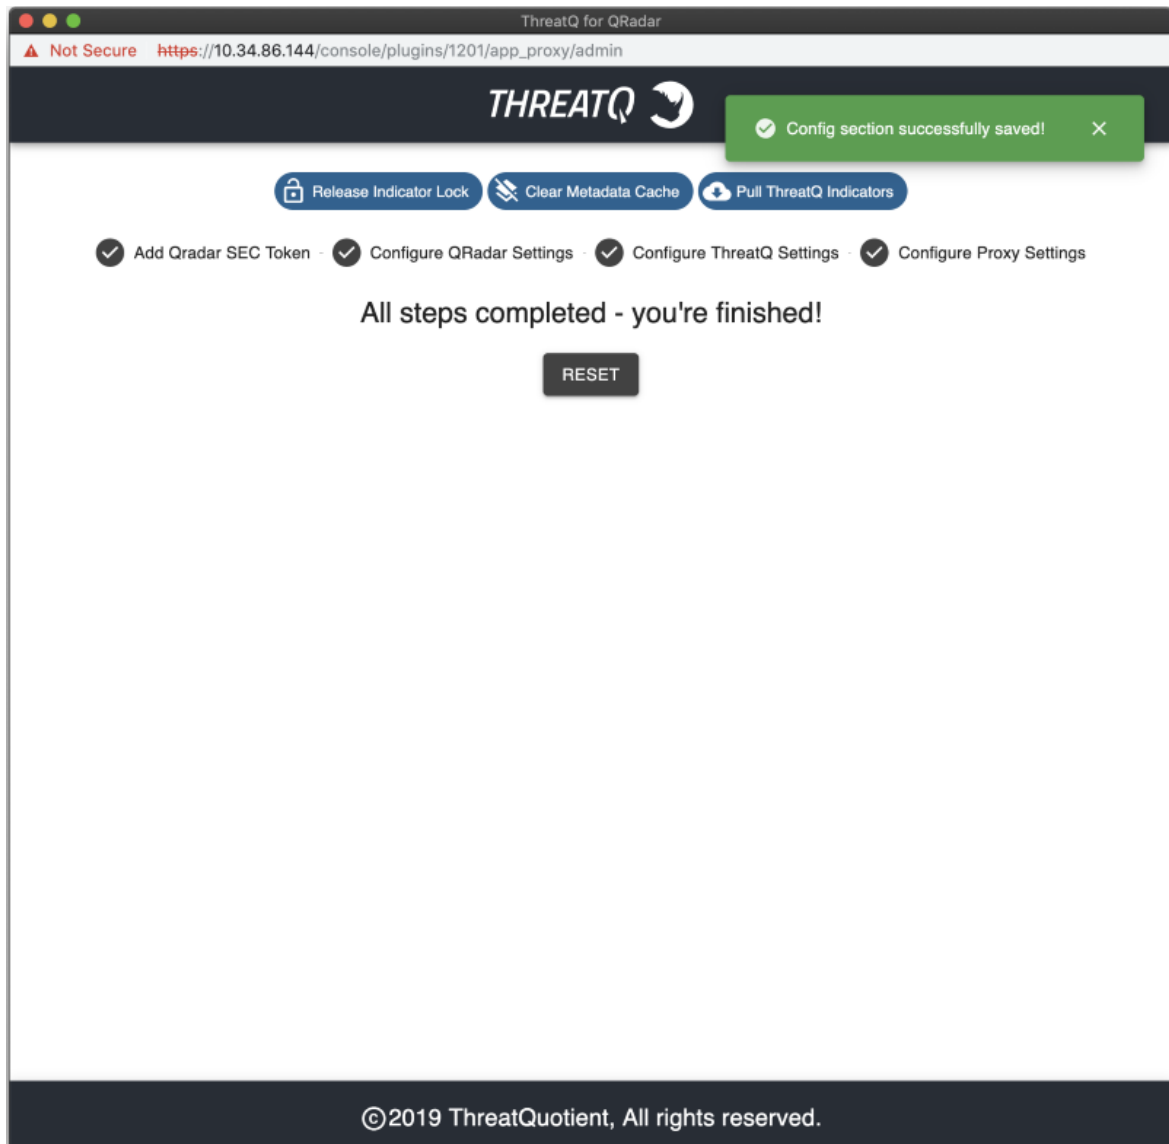 ThreatQ for QRadar
Not Secure https://10.34.86.144/console/plugins/1201/app_proxy/admin
THREATQ
Config section successfully saved!
Release Indicator Lock Clear Metadata Cache Pull ThreatQ Indicators
Add Qradar SEC Token - Configure QRadar Settings - Configure ThreatQ Settings - Configure Proxy Settings
All steps completed - you're finished!
RESET
©2019 ThreatQuotient, All rights reserved.